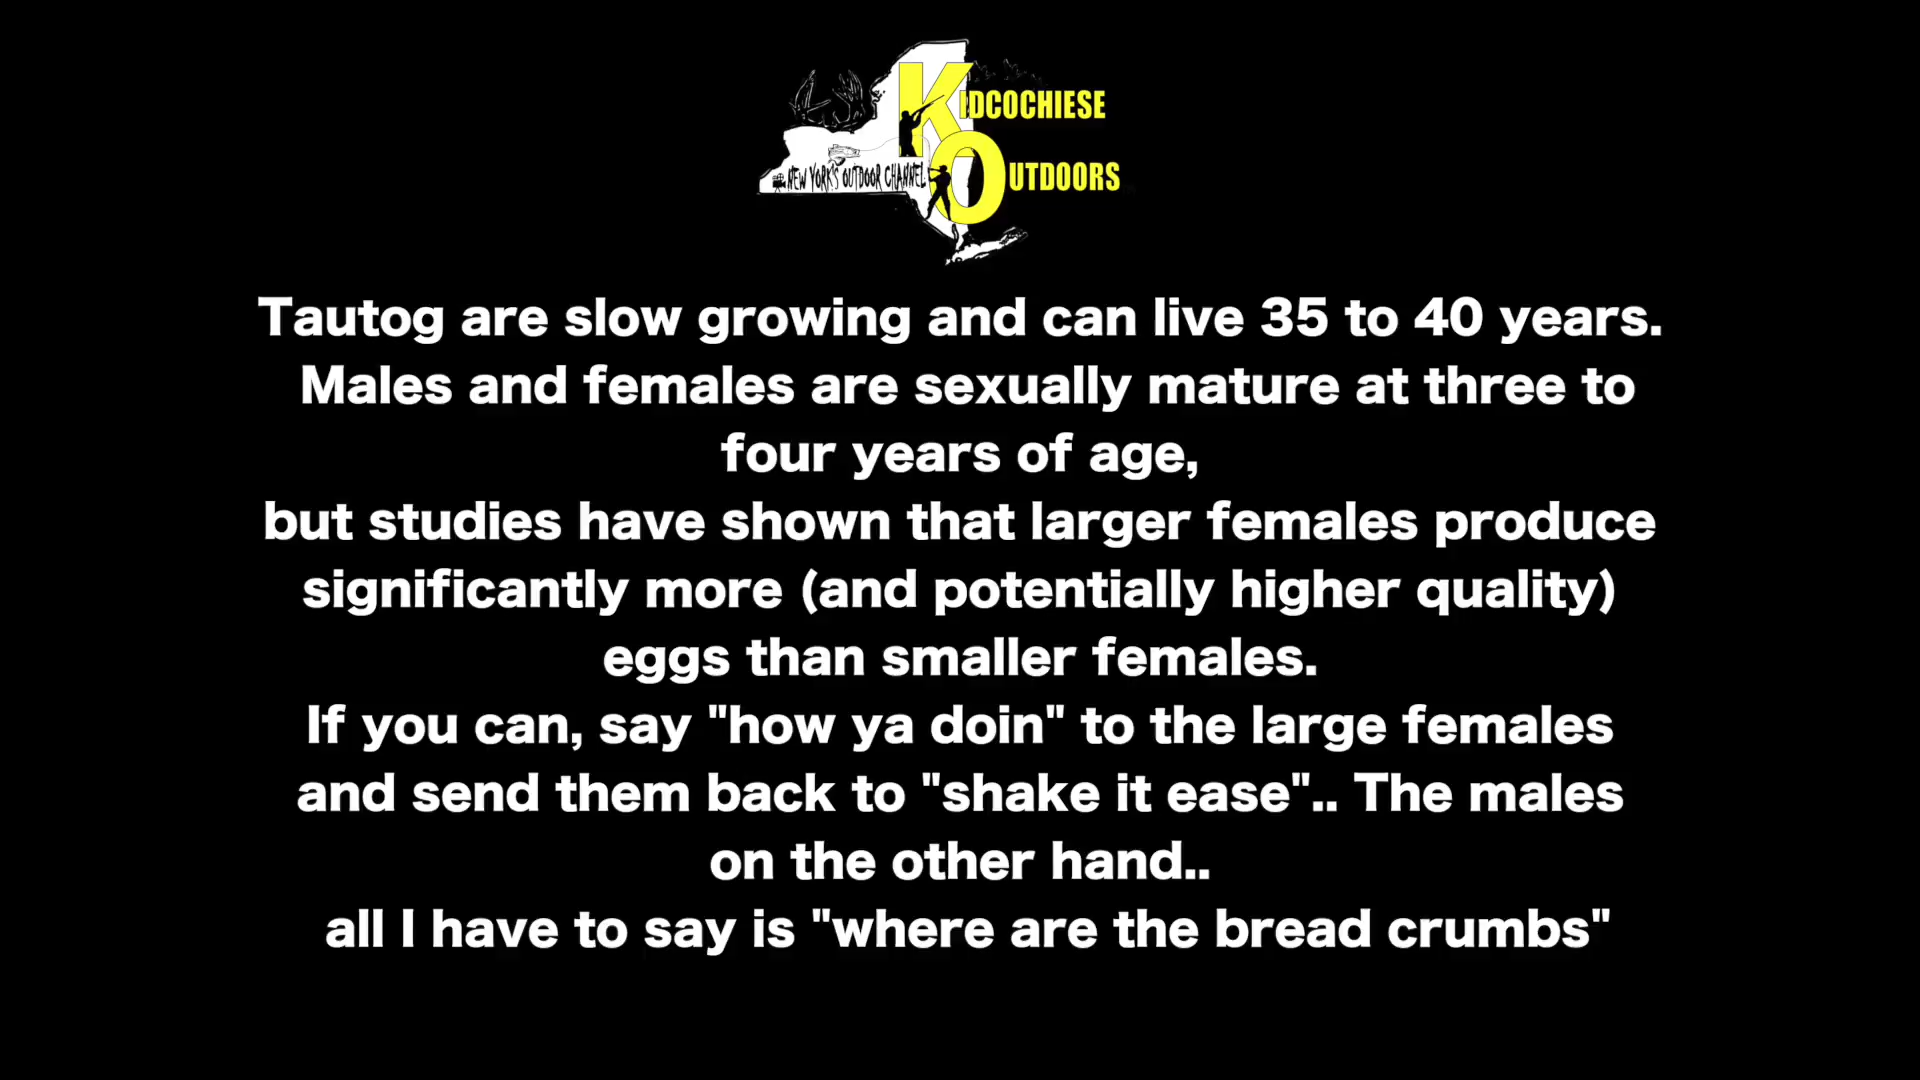 KIDCOCHIESE
OUTDOORS
NEW YORK'S OUTDOOR CHANNEL
Tautog are slow growing and can live 35 to 40 years.
Males and females are sexually mature at three to
four years of age,
but studies have shown that larger females produce
significantly more (and potentially higher quality)
eggs than smaller females.
If you can, say "how ya doin" to the large females
and send them back to "shake it ease".. The males
on the other hand..
all I have to say is "where are the bread crumbs"